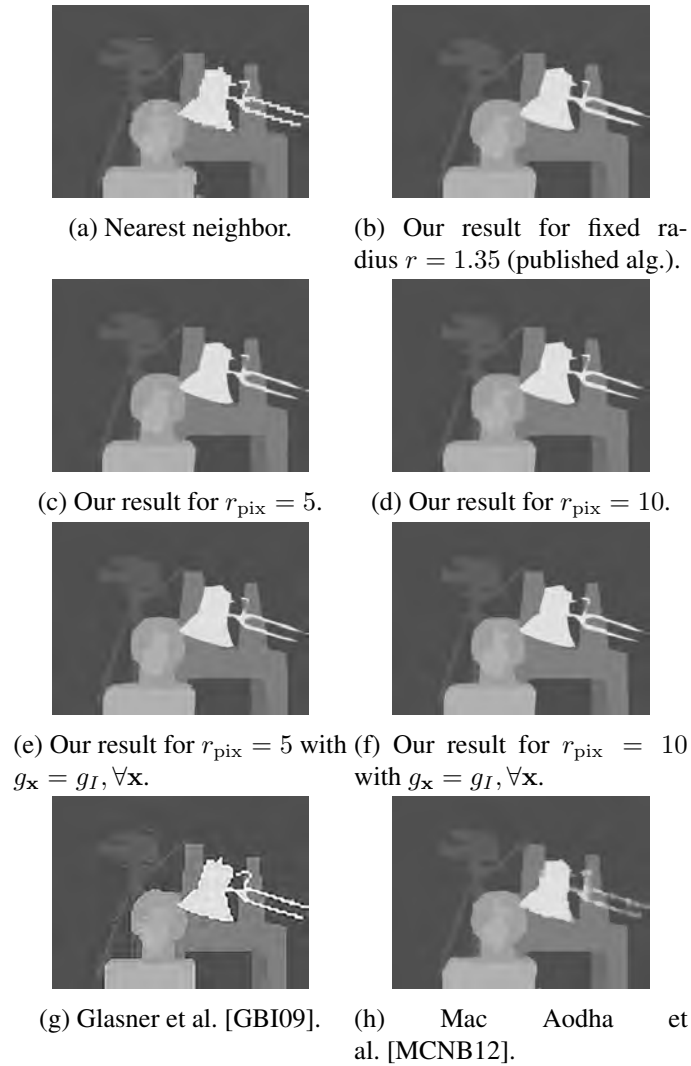 (a) Nearest neighbor.
(b) Our result for fixed ra-
dius r = 1.35 (published alg.).
(c) Our result for r_pix = 5.
(d) Our result for r_pix = 10.
(e) Our result for r_pix = 5 with
g_x = g_I, ∀x.
(f) Our result for r_pix = 10
with g_x = g_I, ∀x.
(g) Glasner et al. [GBI09].
(h) Mac Aodha et
al. [MCNB12].